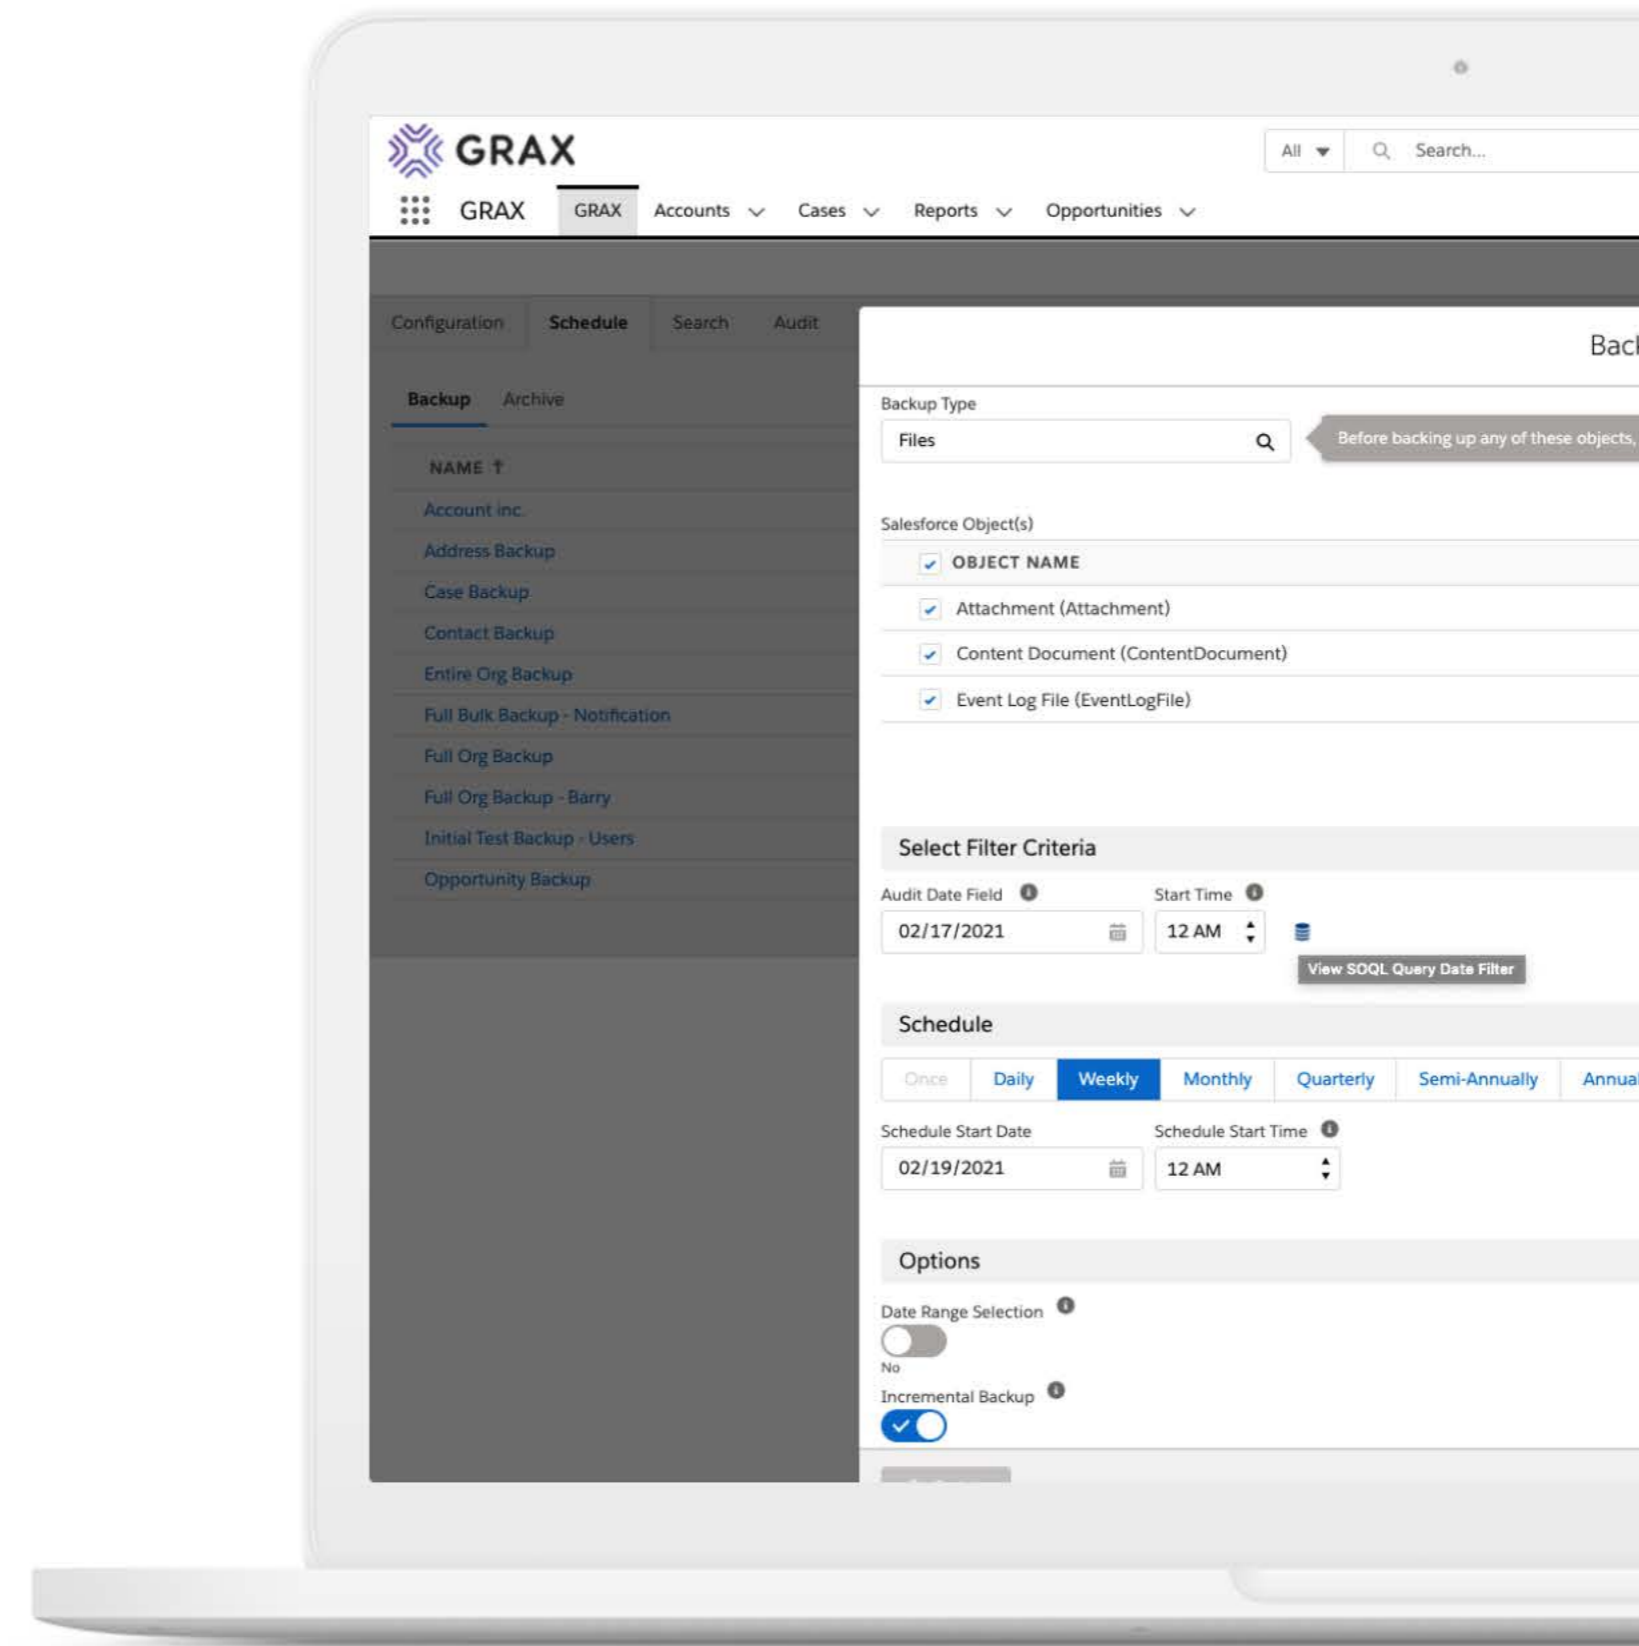 GRAX
All
Search...
GRAX
GRAX
Accounts
Cases
Reports
Opportunities
Configuration
Schedule
Search
Audit
Backup
Archive
NAME ↑
Account inc.
Address Backup
Case Backup
Contact Backup
Entire Org Backup
Full Bulk Backup - Notification
Full Org Backup
Full Org Backup - Barry
Initial Test Backup - Users
Opportunity Backup
Backup Type
Files
Before backing up any of these objects,
Salesforce Object(s)
OBJECT NAME
Attachment (Attachment)
Content Document (ContentDocument)
Event Log File (EventLogFile)
Select Filter Criteria
Audit Date Field
Start Time
02/17/2021
12 AM
View SOQL Query Date Filter
Schedule
Once
Daily
Weekly
Monthly
Quarterly
Semi-Annually
Schedule Start Date
Schedule Start Time
02/19/2021
12 AM
Options
Date Range Selection
No
Incremental Backup